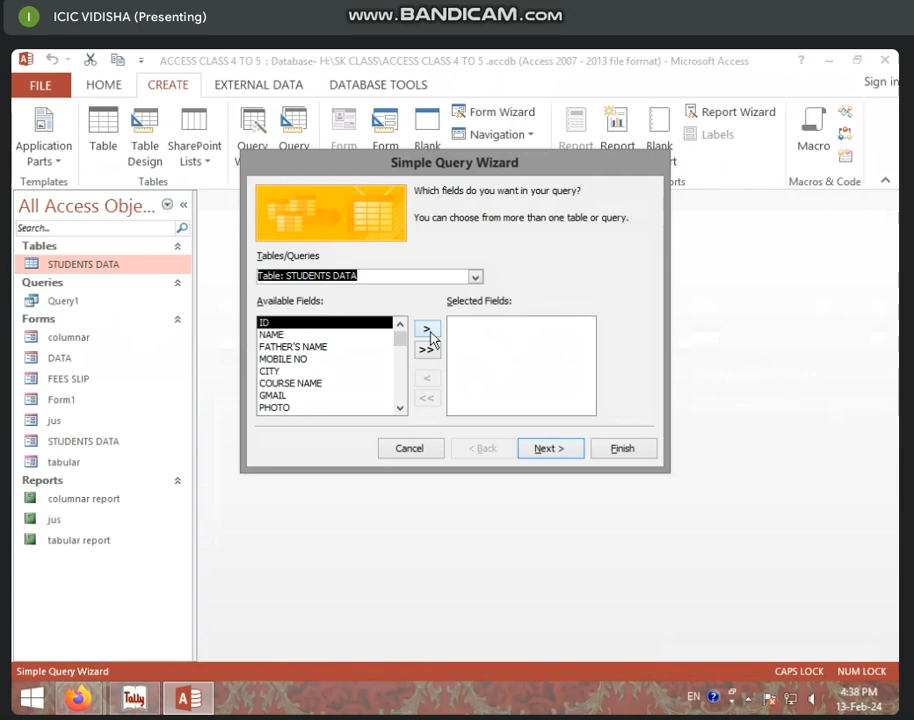 I ICIC VIDISHA (Presenting)
www.BANDICAM.com
ACCESS CLASS 4 TO 5 : Database- H:\SK CLASS\ACCESS CLASS 4 TO 5 .accdb (Access 2007 - 2013 file format) - Microsoft Access
?
FILE HOME CREATE EXTERNAL DATA DATABASE TOOLS Sign in
Application Parts
Table
Table Design
SharePoint Lists
Query
Query
Form
Form
Blank
Form Wizard
Navigation
Report
Report
Blank
Report Wizard
Labels
Macro
Templates
Tables
Macros & Code
All Access Obje...
Search...
Tables
STUDENTS DATA
Queries
Query1
Forms
columnar
DATA
FEES SLIP
Form1
jus
STUDENTS DATA
tabular
Reports
columnar report
jus
tabular report
Simple Query Wizard
Which fields do you want in your query?
You can choose from more than one table or query.
Tables/Queries
Table: STUDENTS DATA
Available Fields:
Selected Fields:
ID
NAME
FATHER'S NAME
MOBILE NO
CITY
COURSE NAME
GMAIL
PHOTO
>
>>
<
<<
Cancel
< Back
Next >
Finish
Simple Query Wizard
CAPS LOCK NUM LOCK
Tally
EN
4:38 PM
13-Feb-24